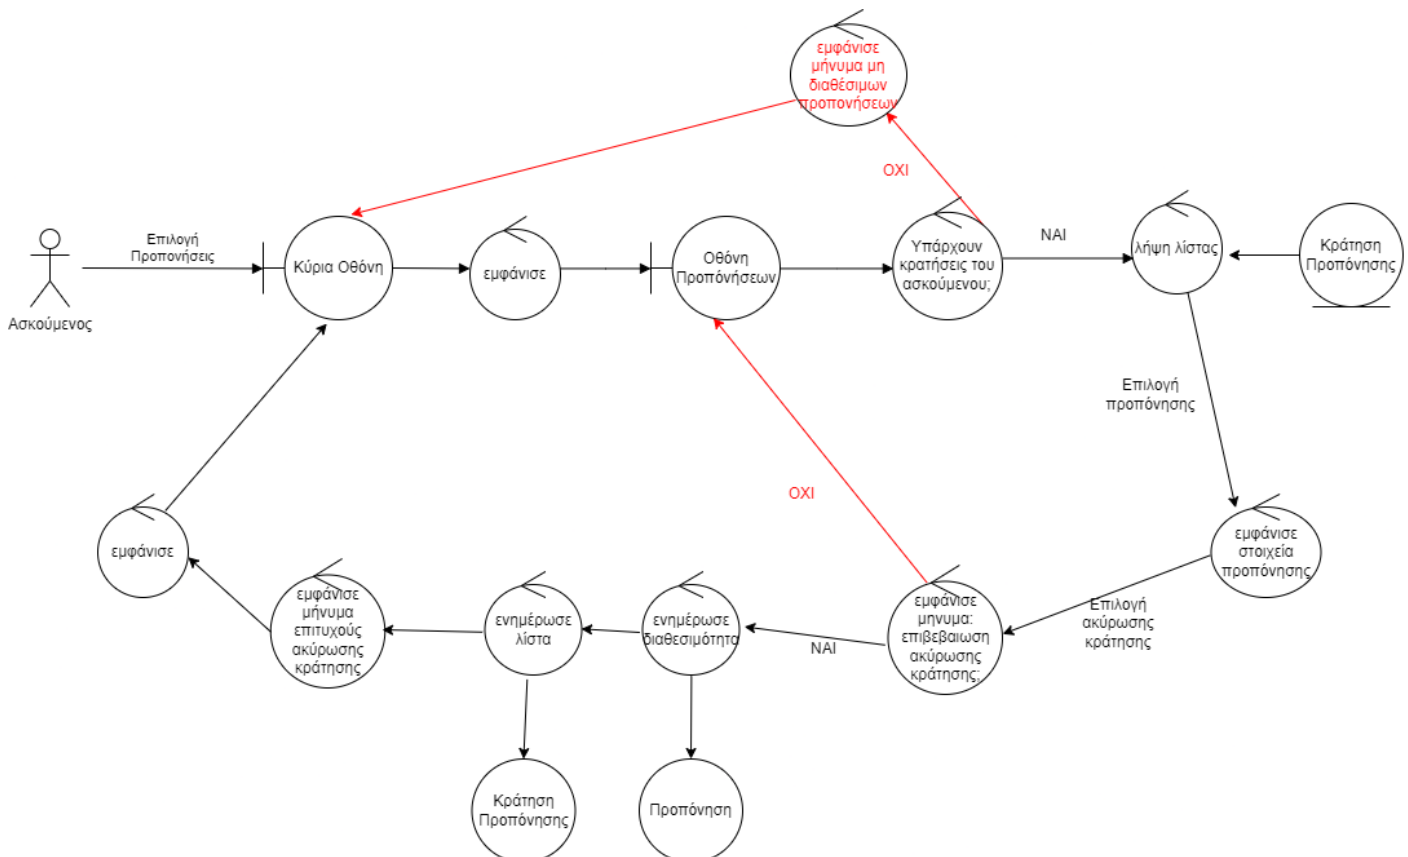 εμφάνισε
μήνυμα μη
διαθέσιμων
προπονήσεων
ΟΧΙ
Επιλογή
Προπονήσεις
Κύρια Οθόνη
εμφάνισε
Οθόνη
Προπόνήσεων
Υπάρχουν
κρατήσεις του
ασκούμενου;
ΝΑΙ
λήψη λίστας
Κράτηση
Προπόνησης
Ασκούμενος
Επιλογή
προπόνησης
ΟΧΙ
εμφάνισε
στοιχεία
προπόνησης
εμφάνισε
εμφάνισε
μήνυμα
επιτυχούς
ακύρωσης
κράτησης
ενημέρωσε
λίστα
ενημέρωσε
διαθεσιμότητα
ΝΑΙ
εμφάνισε
μηνυμα:
επιβεβαιωση
ακύρωσης
κράτησης;
Επιλογή
ακύρωσης
κράτησης
Κράτηση
Προπόνησης
Προπόνηση